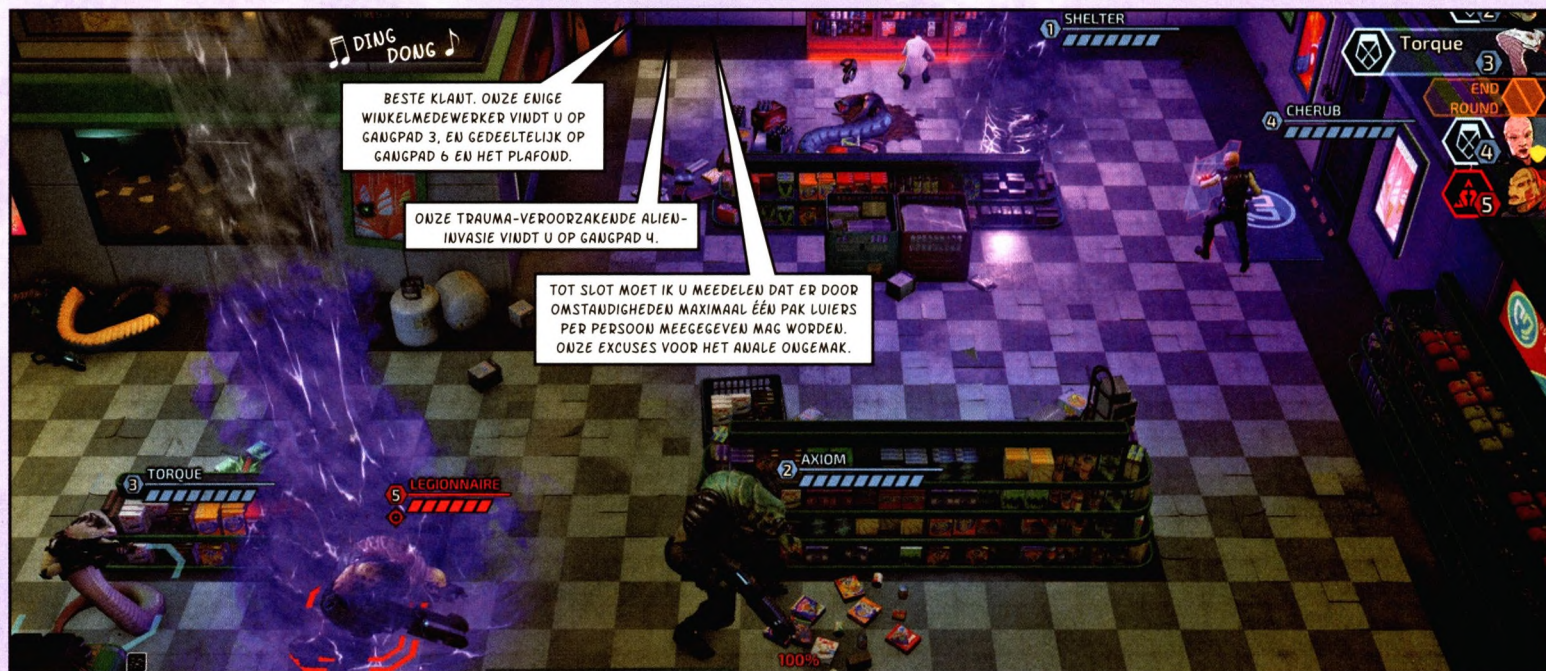 DING
DONG
BESTE KLANT. ONZE ENIGE
WINKELMEDEWERKER VINDT U OP
GANGPAD 3, EN GEDEELTELIJK OP
GANGPAD 6 EN HET PLAFOND.
ONZE TRAUMA-VEROORZAKENDE ALIEN-
INVASIE VINDT U OP GANGPAD 4.
TOT SLOT MOET IK U MEEDELEN DAT ER DOOR
OMSTANDIGHEDEN MAXIMAAL ÉÉN PAK LUIERS
PER PERSOON MEEGEGEVEN MAG WORDEN.
ONZE EXCUSES VOOR HET ANALE ONGEMAK.
1 SHELTER
2
Torque
3
END
ROUND
4 CHERUB
4
5
3 TORQUE
5 LEGIONNAIRE
2 AXIOM
100%